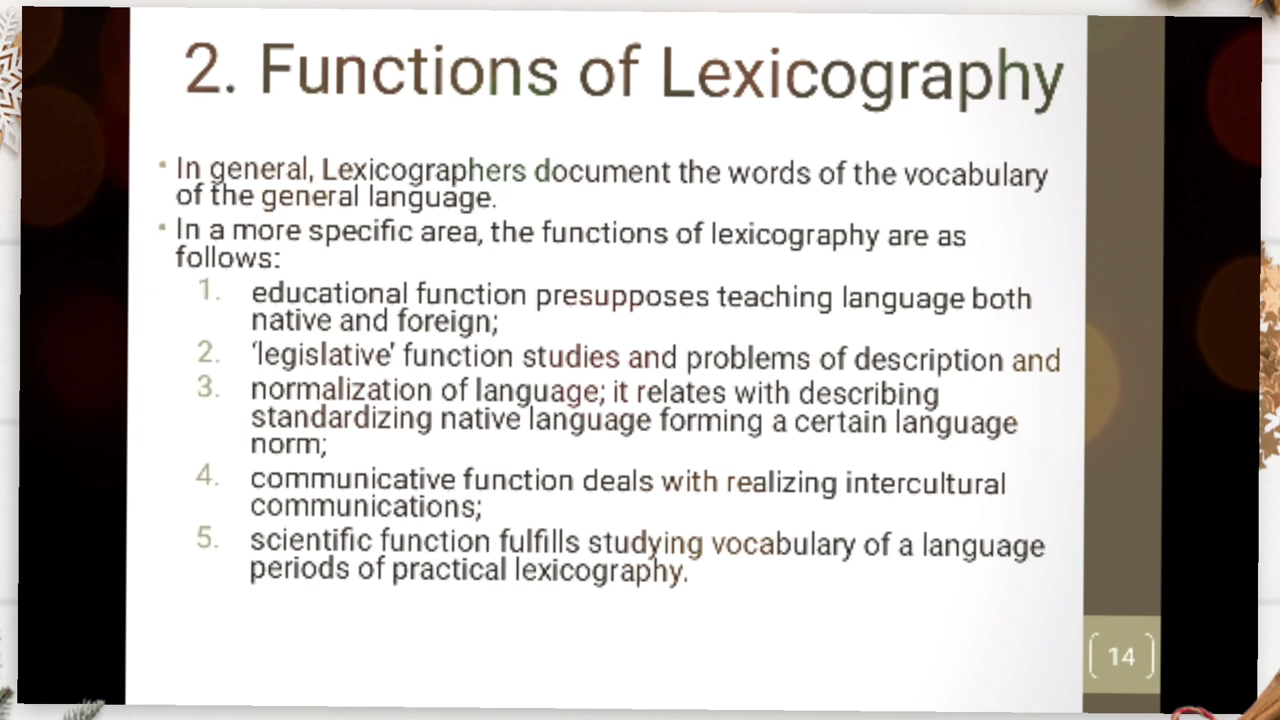 2. Functions of Lexicography
• In general, Lexicographers document the words of the vocabulary
of the general language.
• In a more specific area, the functions of lexicography are as
follows:
1. educational function presupposes teaching language both
native and foreign;
2. ‘legislative’ function studies and problems of description and
3. normalization of language; it relates with describing
standardizing native language forming a certain language
norm;
4. communicative function deals with realizing intercultural
communications;
5. scientific function fulfills studying vocabulary of a language
periods of practical lexicography.
14